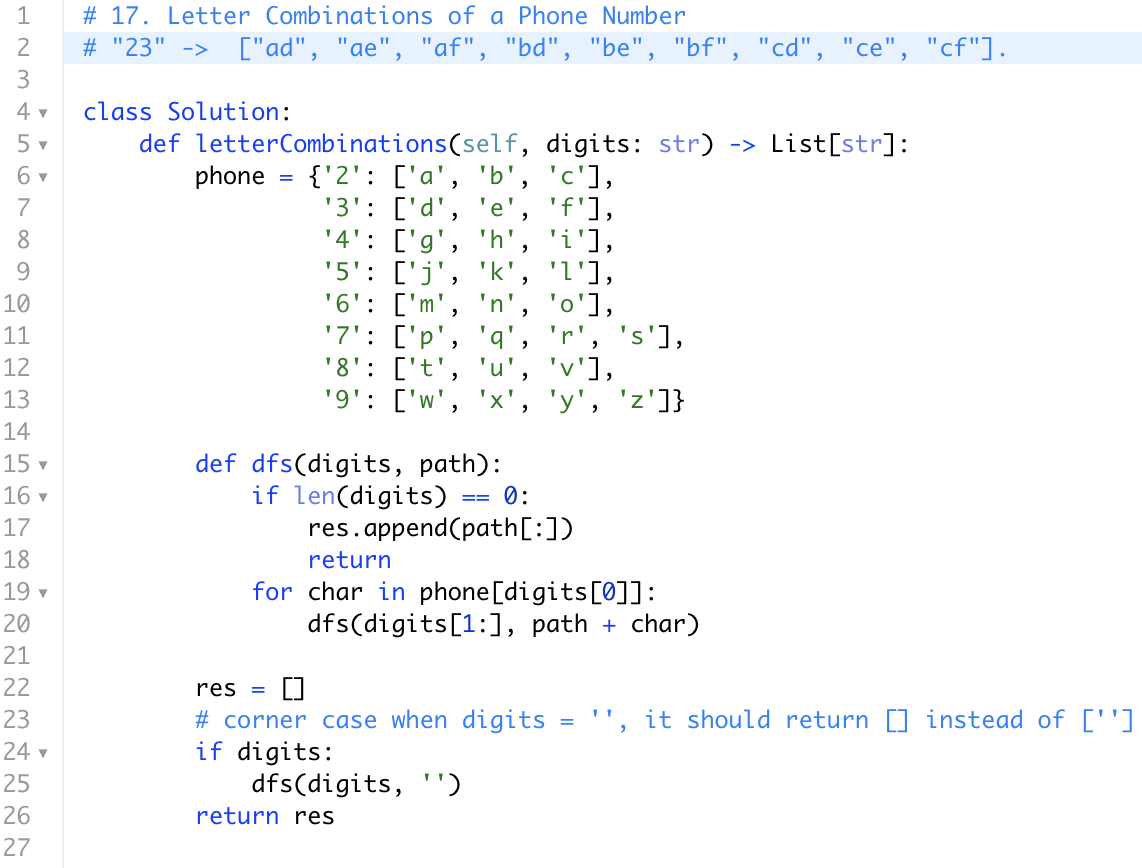 1 # 17. Letter Combinations of a Phone Number
2 # "23" -> ["ad", "ae", "af", "bd", "be", "bf", "cd", "ce", "cf"].
3
4 ▾ class Solution:
5 ▾     def letterCombinations(self, digits: str) -> List[str]:
6 ▾         phone = {'2': ['a', 'b', 'c'],
7                  '3': ['d', 'e', 'f'],
8                  '4': ['g', 'h', 'i'],
9                  '5': ['j', 'k', 'l'],
10                  '6': ['m', 'n', 'o'],
11                  '7': ['p', 'q', 'r', 's'],
12                  '8': ['t', 'u', 'v'],
13                  '9': ['w', 'x', 'y', 'z']}
14
15 ▾         def dfs(digits, path):
16 ▾             if len(digits) == 0:
17                 res.append(path[:])
18                 return
19 ▾             for char in phone[digits[0]]:
20                 dfs(digits[1:], path + char)
21
22         res = []
23         # corner case when digits = '', it should return [] instead of ['']
24 ▾         if digits:
25             dfs(digits, '')
26         return res
27